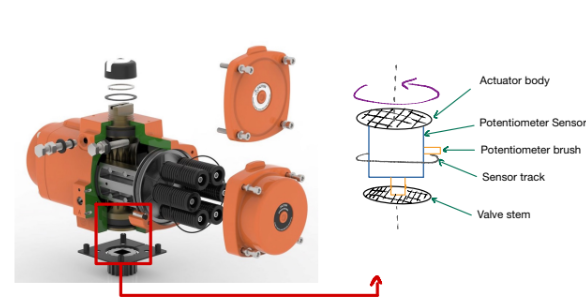 Actuator body
Potentiometer Sensor
Potentiometer brush
Sensor track
Valve stem